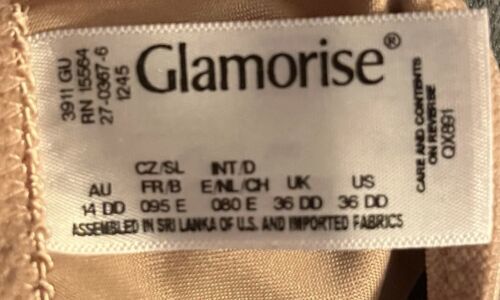 3911 GU
RN 15564
27-0367-6
1245
Glamorise®
CARE AND CONTENTS
ON REVERSE
QX891
CZ/SL INT/D
AU FR/B E/NL/CH UK US
14 DD 095 E 080 E 36 DD 36 DD
ASSEMBLED IN SRI LANKA OF U.S. AND IMPORTED FABRICS